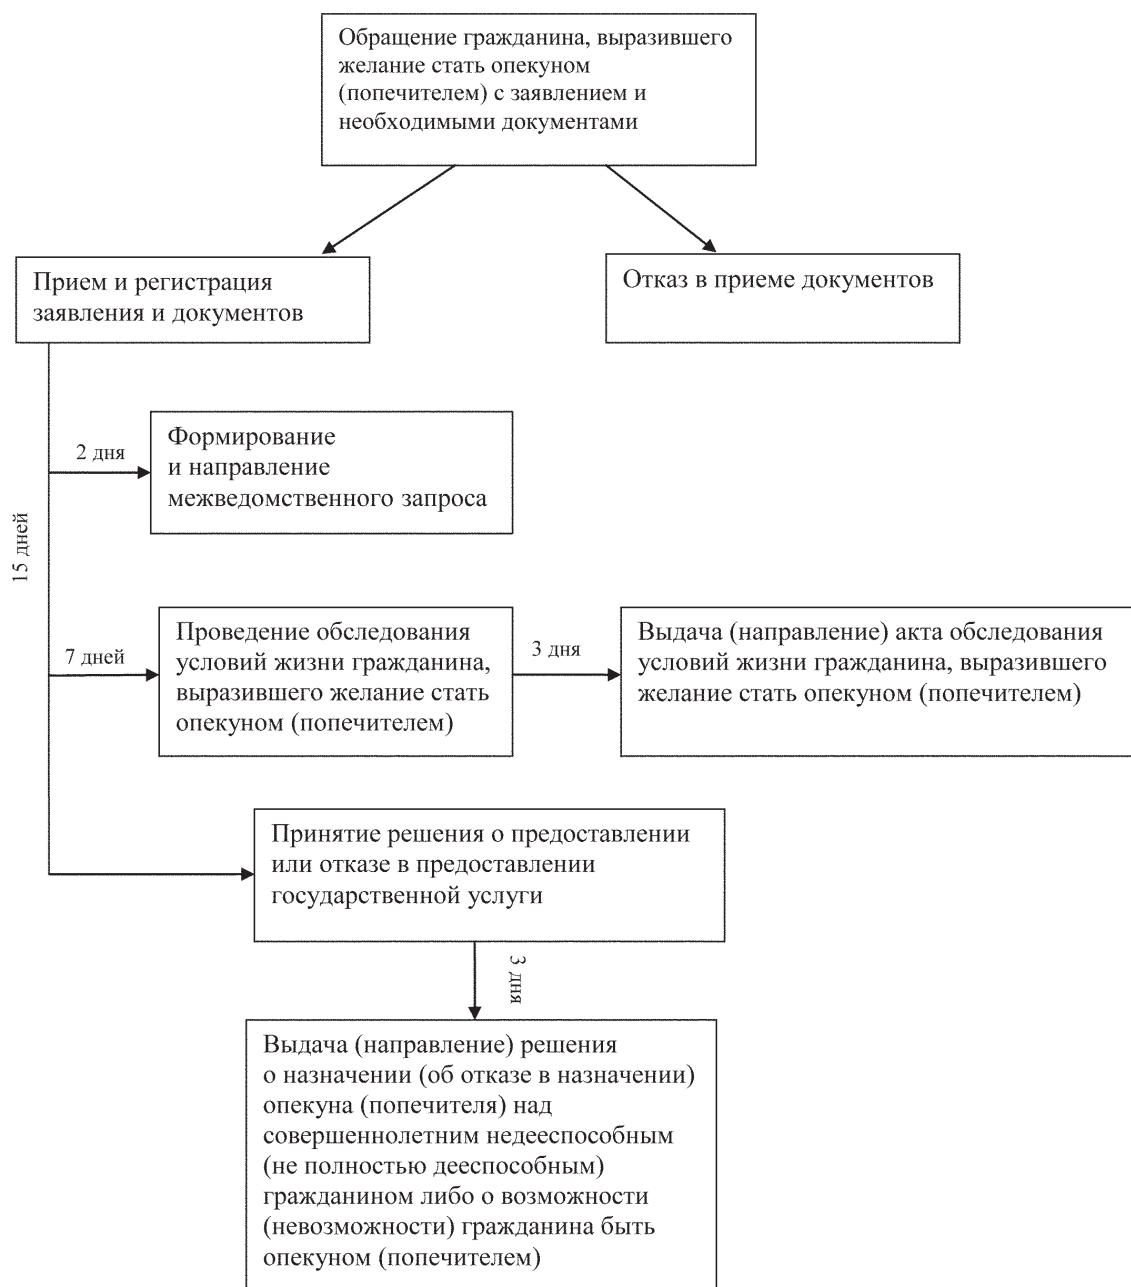 Обращение гражданина, выразившего
желание стать опекуном
(попечителем) с заявлением и
необходимыми документами
Прием и регистрация
заявления и документов
Отказ в приеме документов
2 дня
Формирование
и направление
межведомственного запроса
15 дней
7 дней
Проведение обследования
условий жизни гражданина,
выразившего желание стать
опекуном (попечителем)
3 дня
Выдача (направление) акта обследования
условий жизни гражданина, выразившего
желание стать опекуном (попечителем)
Принятие решения о предоставлении
или отказе в предоставлении
государственной услуги
3 дня
Выдача (направление) решения
о назначении (об отказе в назначении)
опекуна (попечителя) над
совершеннолетним недееспособным
(не полностью дееспособным)
гражданином либо о возможности
(невозможности) гражданина быть
опекуном (попечителем)